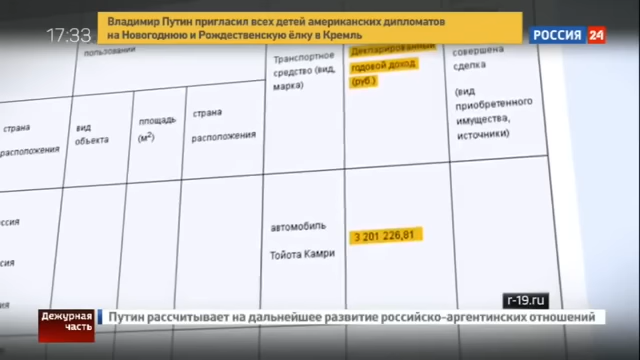 17:33
Владимир Путин пригласил всех детей американских дипломатов
на Новогоднюю и Рождественскую ёлку в Кремль
РОССИЯ 24
пользовании
Транспортное
средство (вид,
марка)
Декларированный
годовой доход
(руб.)
совершена
сделка
(вид
приобретенного
имущества,
источники)
страна
расположения
вид
объекта
площадь
(м²)
страна
расположения
ссия
сия
ия
автомобиль
Тойота Камри
3 201 226,81
r-19.ru
Дежурная
часть
Путин рассчитывает на дальнейшее развитие российско-аргентинских отношений